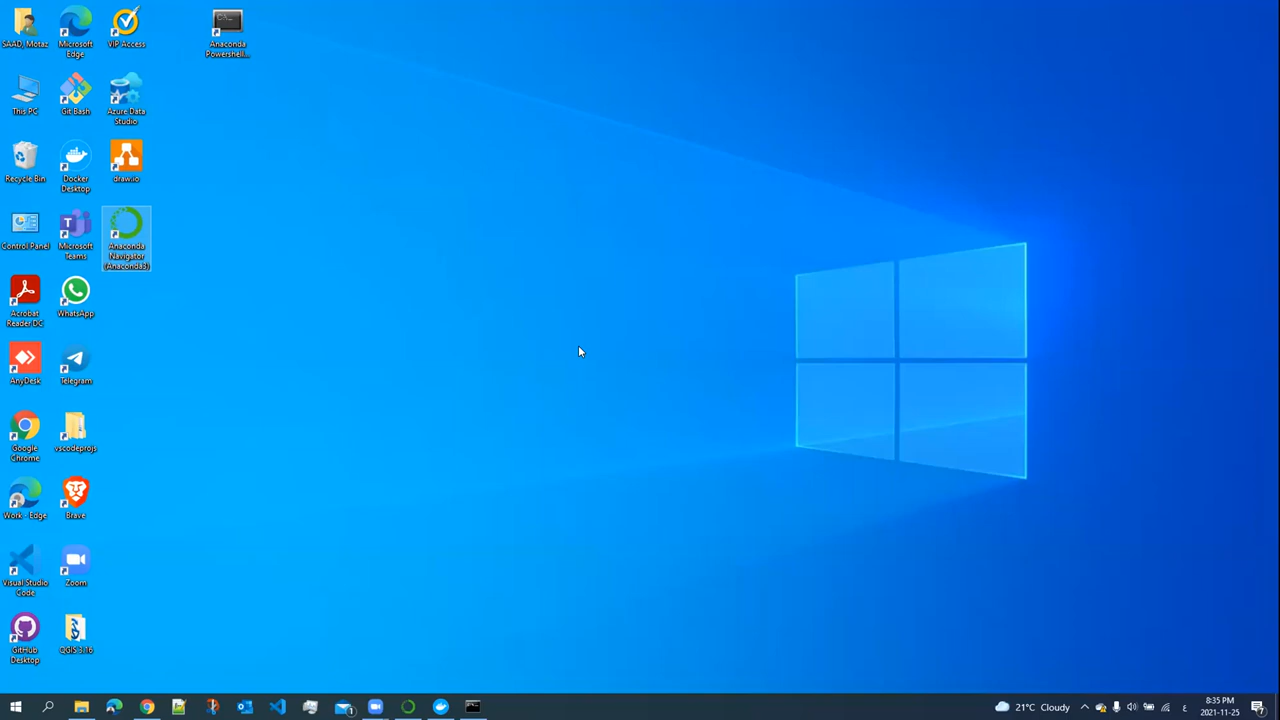 SAAD, Motaz
Microsoft
Edge
VIP Access
Anaconda
Powershell...
This PC
Git Bash
Azure Data
Studio
Recycle Bin
Docker
Desktop
draw.io
Control Panel
Microsoft
Teams
Anaconda
Navigator
(Anaconda3)
Acrobat
Reader DC
WhatsApp
AnyDesk
Telegram
Google
Chrome
vscodeprojs
Work - Edge
Brave
Visual Studio
Code
Zoom
GitHub
Desktop
QGIS 3.16
21°C Cloudy
ع
8:35 PM
2021-11-25